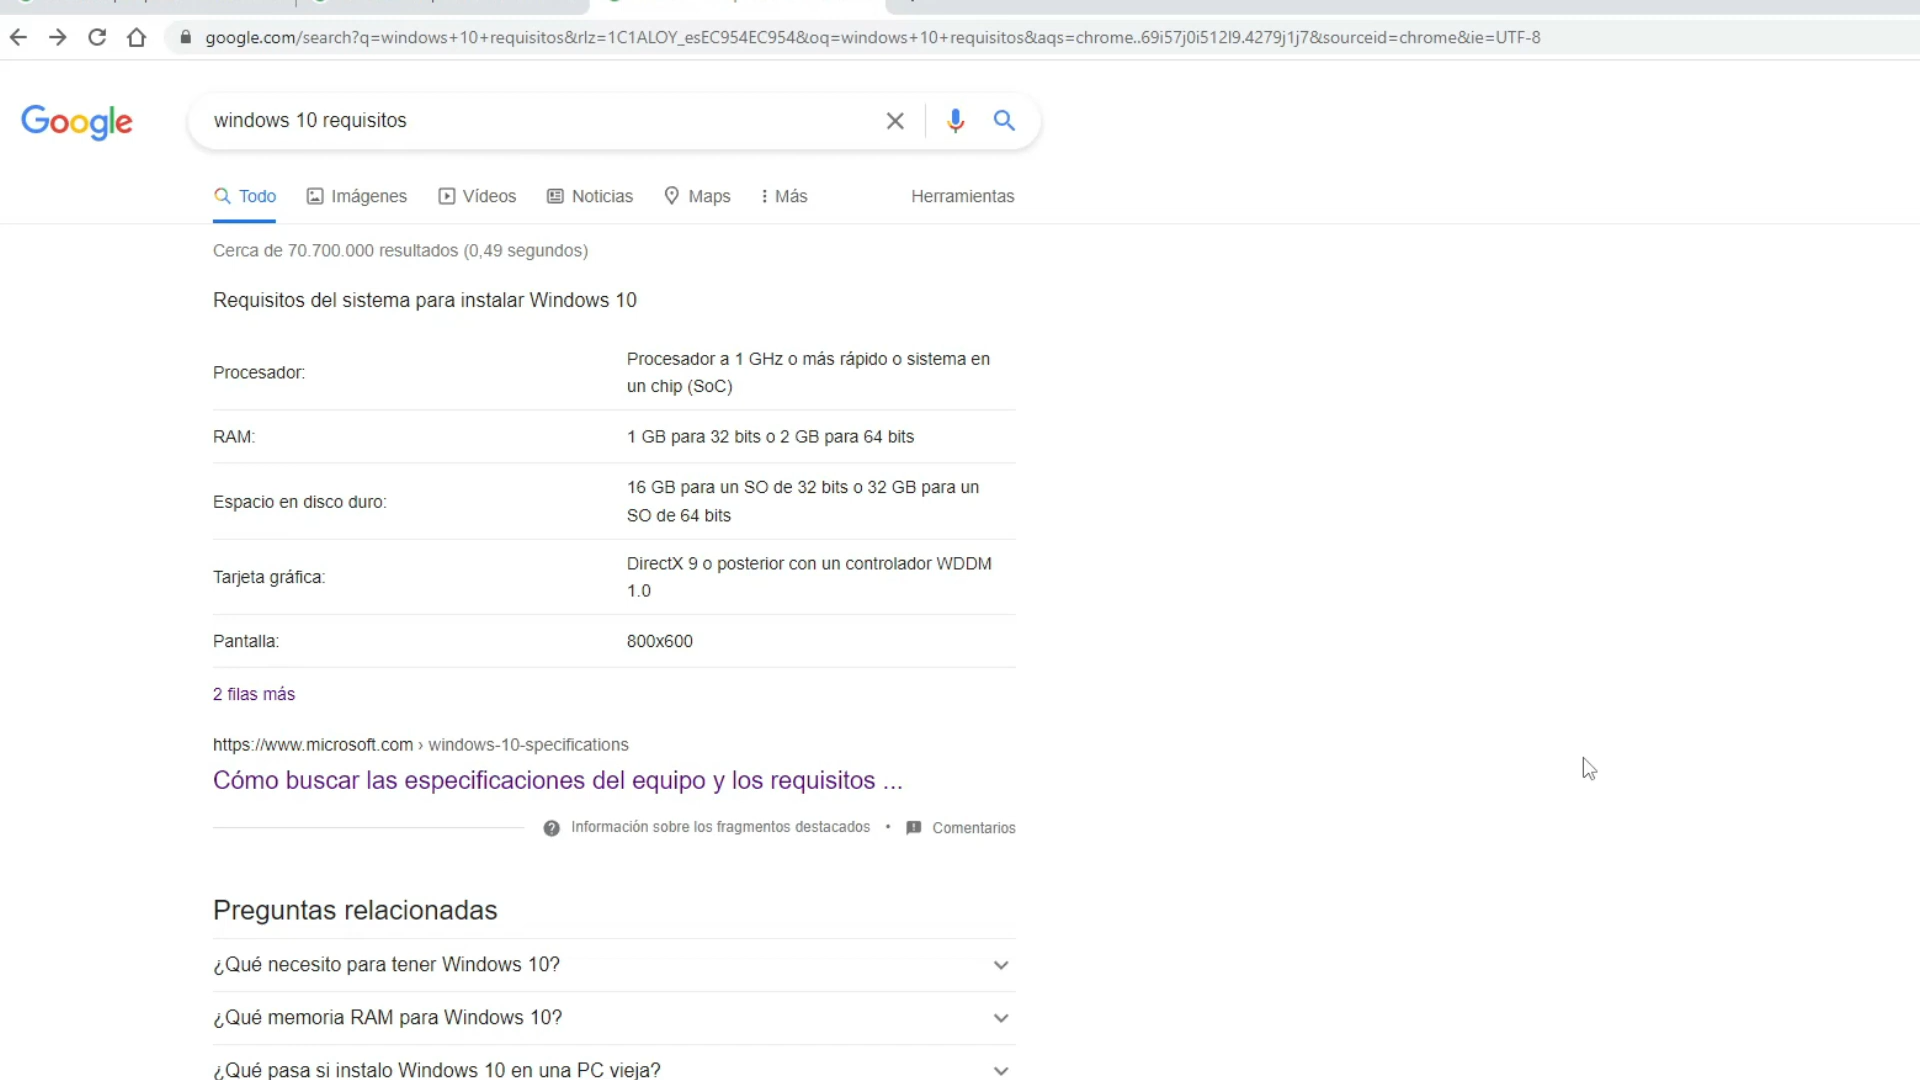 google.com/search?q=windows+10+requisitos&rlz=1C1ALOY_esEC954EC954&oq=windows+10+requisitos&aqs=chrome..69i57j0i512l9.4279j1j7&sourceid=chrome&ie=UTF-8
Google
windows 10 requisitos
Todo Imágenes Vídeos Noticias Maps Más Herramientas
Cerca de 70.700.000 resultados (0,49 segundos)
Requisitos del sistema para instalar Windows 10
Procesador: Procesador a 1 GHz o más rápido o sistema en
un chip (SoC)
RAM: 1 GB para 32 bits o 2 GB para 64 bits
Espacio en disco duro: 16 GB para un SO de 32 bits o 32 GB para un
SO de 64 bits
Tarjeta gráfica: DirectX 9 o posterior con un controlador WDDM
1.0
Pantalla: 800x600
2 filas más
https://www.microsoft.com › windows-10-specifications
Cómo buscar las especificaciones del equipo y los requisitos ...
Información sobre los fragmentos destacados • Comentarios
Preguntas relacionadas
¿Qué necesito para tener Windows 10?
¿Qué memoria RAM para Windows 10?
¿Qué pasa si instalo Windows 10 en una PC vieja?